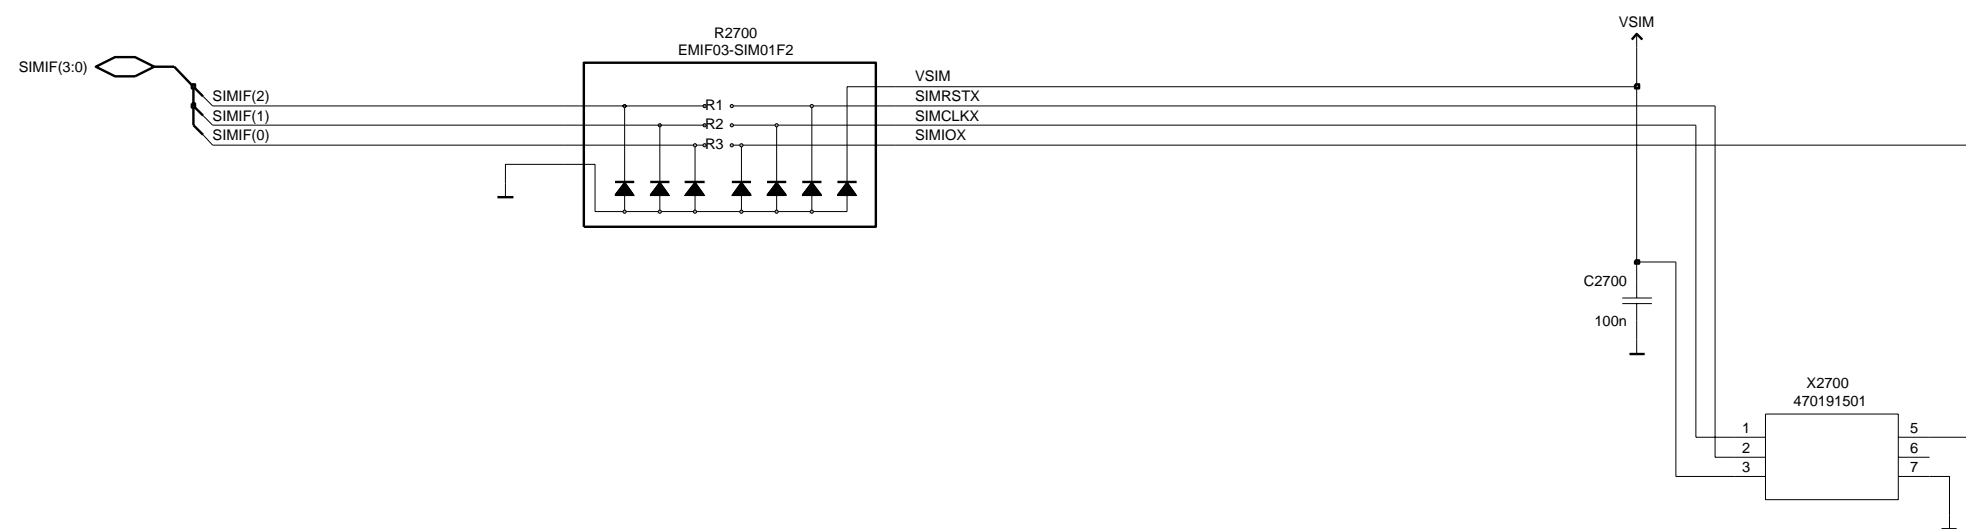 VSIM
R2700
EMIF03-SIM01F2
SIMIF(3:0)
VSIM
SIMIF(2)
R1
SIMRSTX
SIMIF(1)
R2
SIMCLKX
SIMIF(0)
R3
SIMIOX
C2700
100n
X2700
470191501
1
5
2
6
3
7